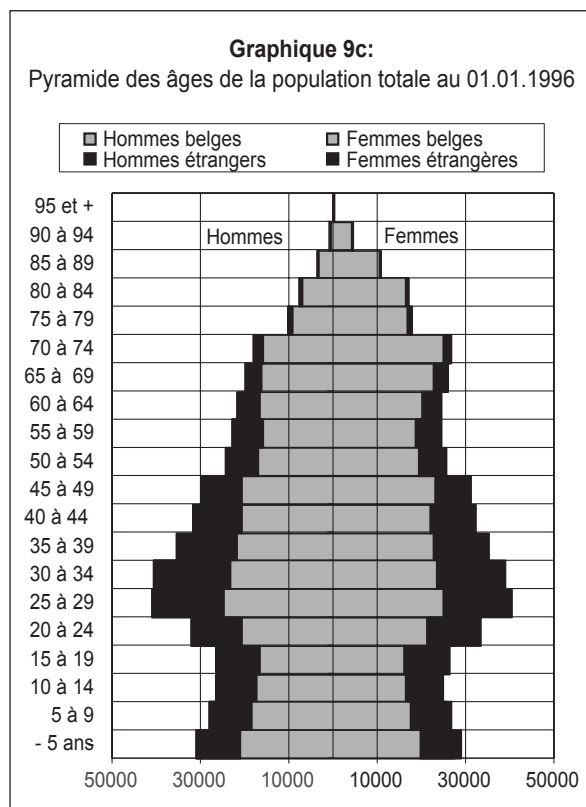 Graphique 9c:
Pyramide des âges de la population totale au 01.01.1996
Hommes belges Femmes belges
Hommes étrangers Femmes étrangères
95 et +
90 à 94
85 à 89
80 à 84
75 à 79
70 à 74
65 à 69
60 à 64
55 à 59
50 à 54
45 à 49
40 à 44
35 à 39
30 à 34
25 à 29
20 à 24
15 à 19
10 à 14
5 à 9
- 5 ans
Hommes Femmes
50000 30000 10000 10000 30000 50000